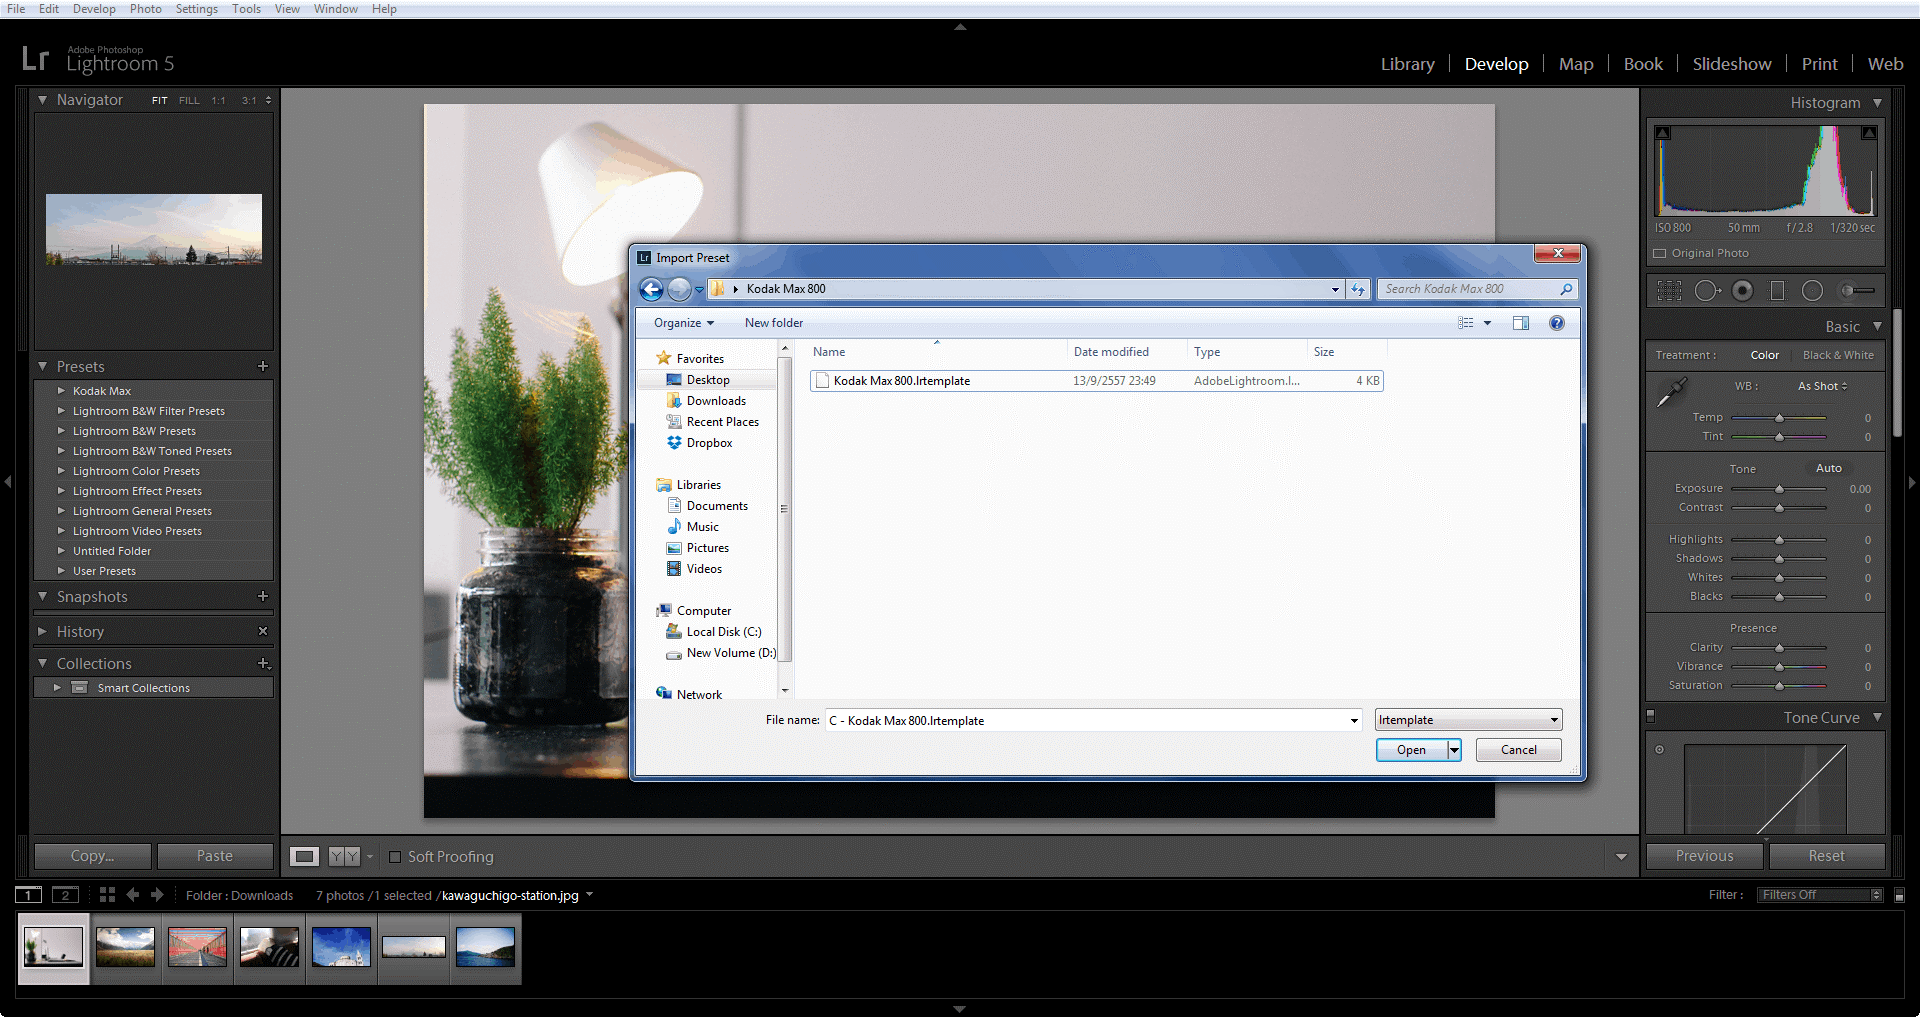 File Edit Develop Photo Settings Tools View Window Help
Lr Adobe Photoshop
Lightroom 5
Library Develop Map Book Slideshow Print Web
Navigator FIT FILL 1:1 3:1
Presets
Kodak Max
Lightroom B&W Filter Presets
Lightroom B&W Presets
Lightroom B&W Toned Presets
Lightroom Color Presets
Lightroom Effect Presets
Lightroom General Presets
Lightroom Video Presets
Untitled Folder
User Presets
Snapshots
History
Collections
Smart Collections
Copy... Paste
Lr Import Preset
Kodak Max 800
Search Kodak Max 800
Organize New folder
Favorites
Desktop
Downloads
Recent Places
Dropbox
Libraries
Documents
Music
Pictures
Videos
Computer
Local Disk (C:)
New Volume (D:)
Network
Name Date modified Type Size
Kodak Max 800.lrtemplate 13/9/2557 23:49 AdobeLightroom.l... 4 KB
File name: C - Kodak Max 800.lrtemplate lrtemplate
Open Cancel
Histogram
ISO 800 50 mm f / 2.8 1/320 sec
Original Photo
Basic
Treatment : Color Black & White
WB : As Shot
Temp 0
Tint 0
Tone Auto
Exposure 0.00
Contrast 0
Highlights 0
Shadows 0
Whites 0
Blacks 0
Presence
Clarity 0
Vibrance 0
Saturation 0
Tone Curve
Previous Reset
YY Soft Proofing
1 2 Folder : Downloads 7 photos /1 selected /kawaguchigo-station.jpg
Filter : Filters Off